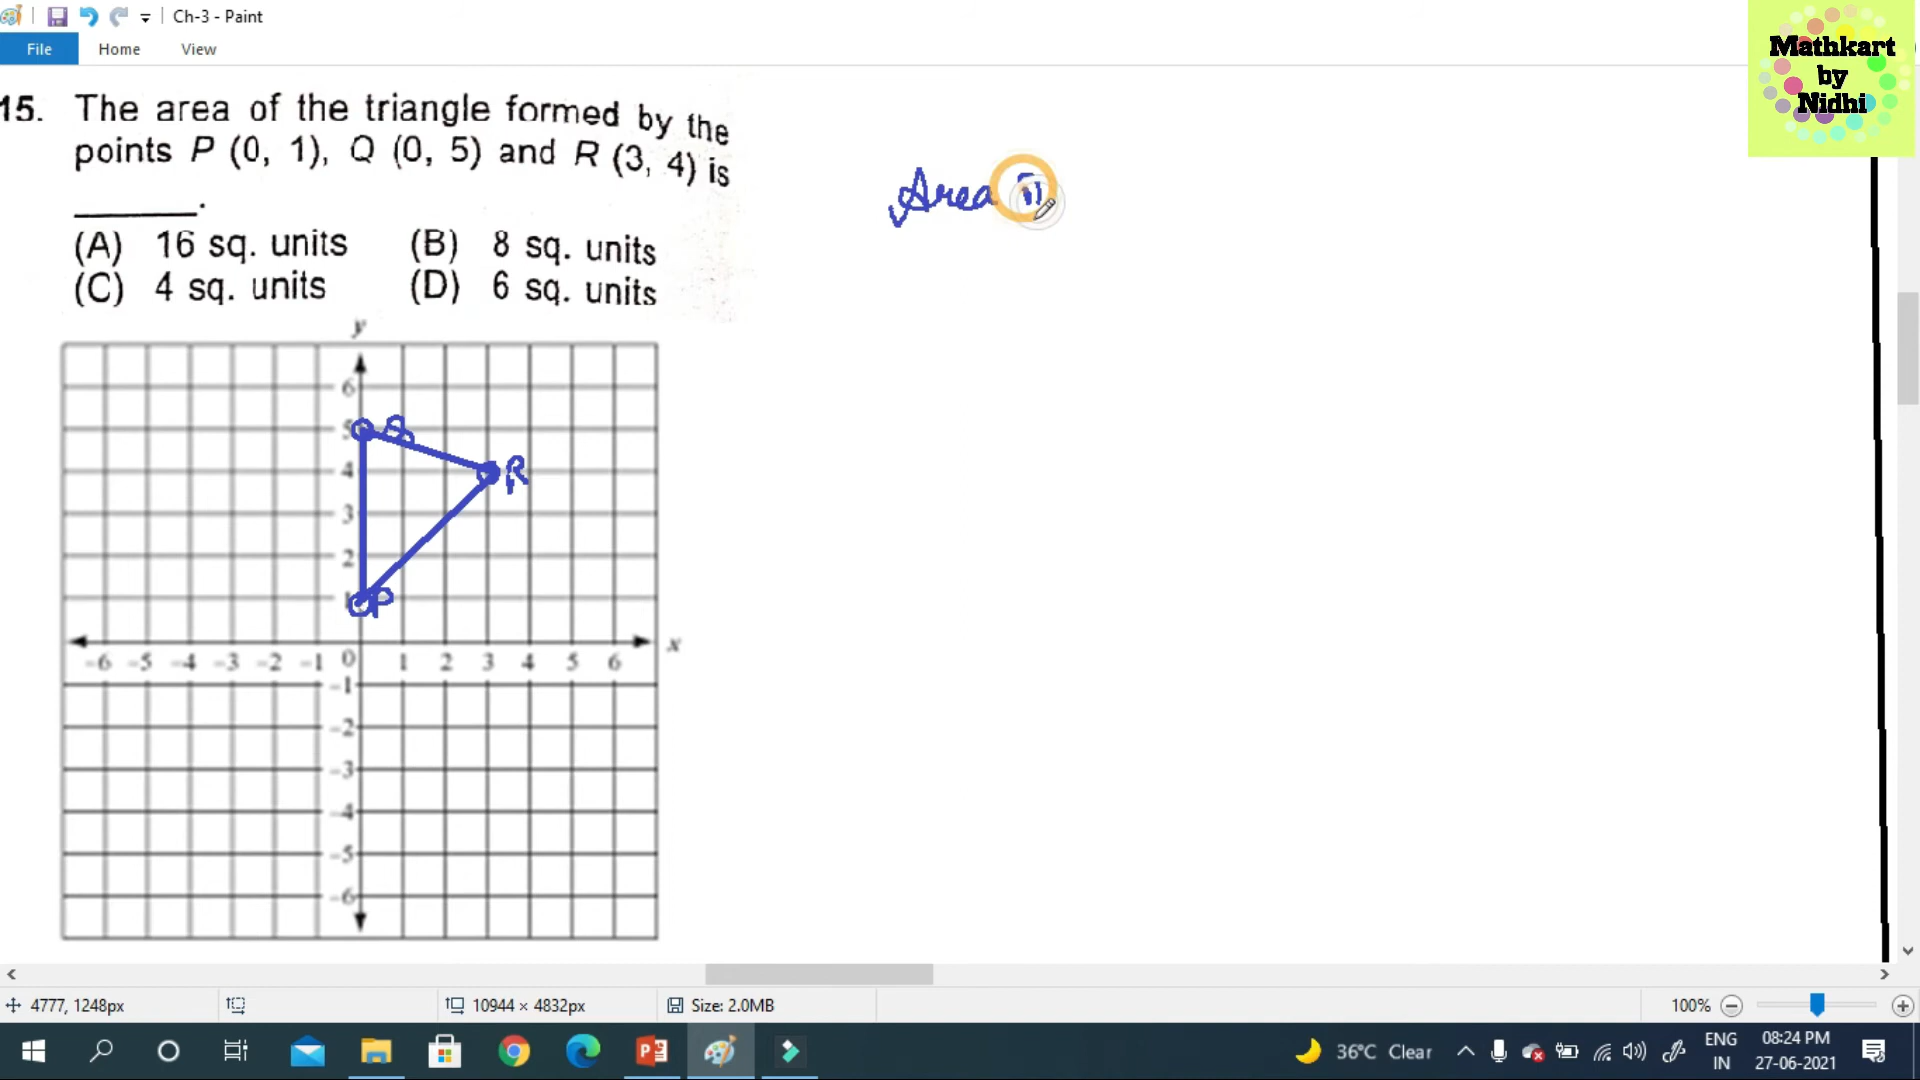 Ch-3 - Paint
File Home View
Mathkart
by
Nidhi
15. The area of the triangle formed by the
points P (0, 1), Q (0, 5) and R (3, 4) is
______.
(A) 16 sq. units (B) 8 sq. units
(C) 4 sq. units (D) 6 sq. units
Area
y
6
5 Q
4 R
3
2
1 P
-6 -5 -4 -3 -2 -1 0 1 2 3 4 5 6 x
-1
-2
-3
-4
-5
-6
4777, 1248px 10944 × 4832px Size: 2.0MB 100%
36°C Clear ENG 08:24 PM
IN 27-06-2021